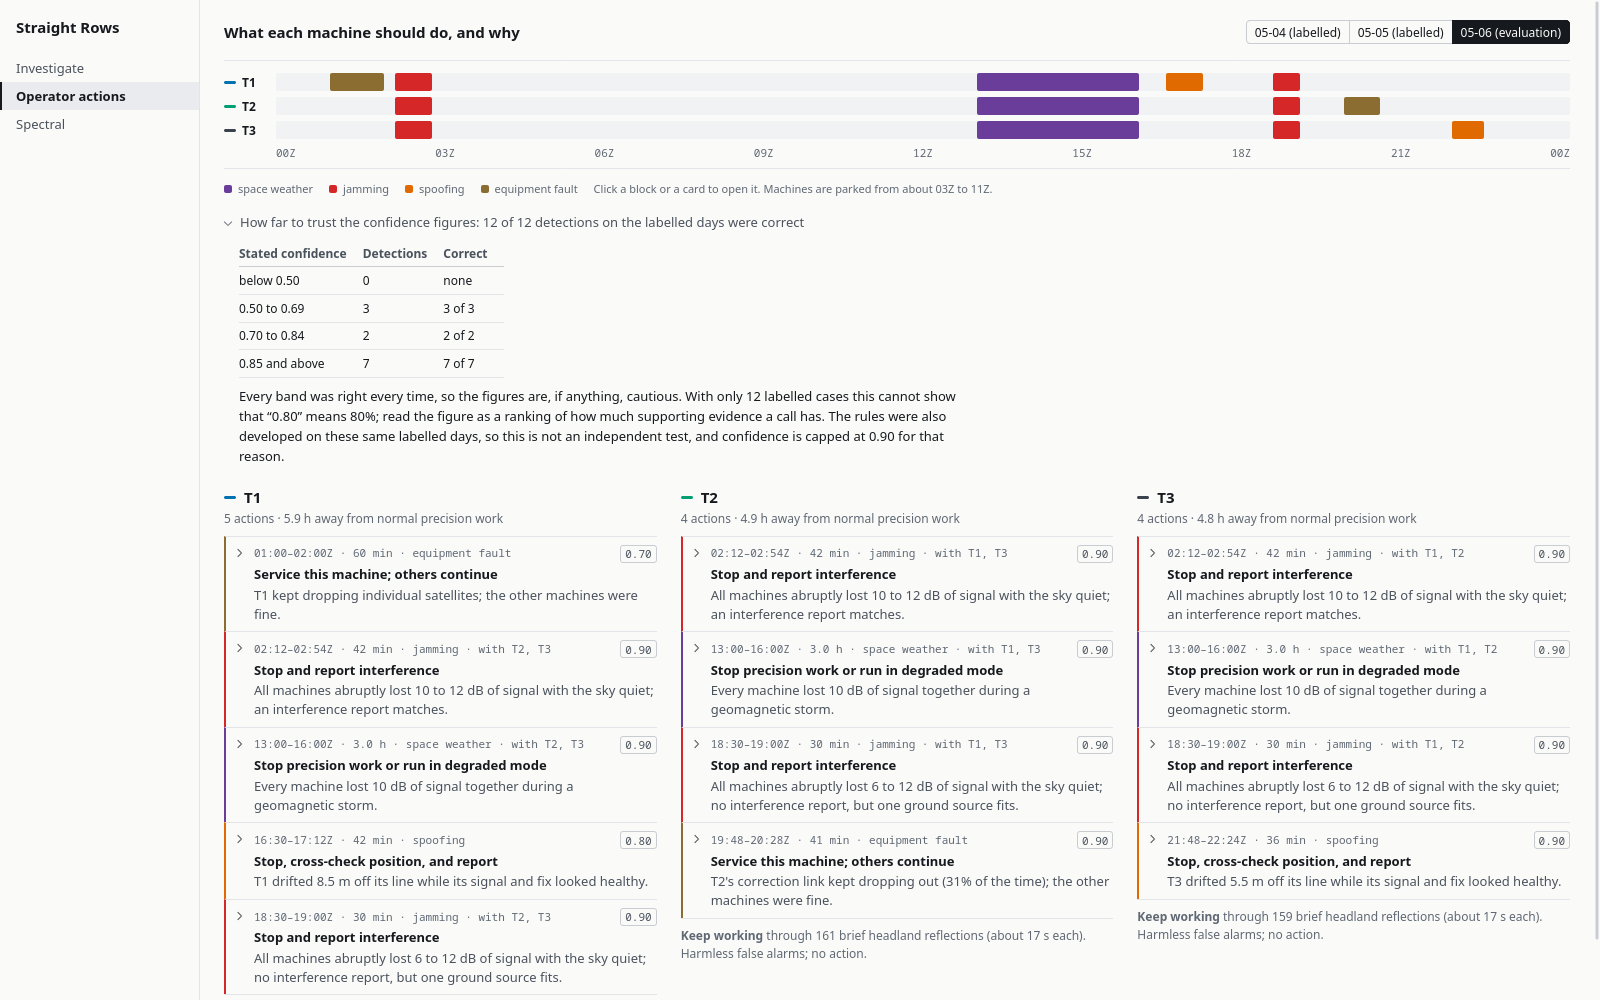 Straight Rows
Investigate
Operator actions
Spectral
What each machine should do, and why
05-04 (labelled)
05-05 (labelled)
05-06 (evaluation)
T1
T2
T3
00Z 03Z 06Z 09Z 12Z 15Z 18Z 21Z 00Z
space weather jamming spoofing equipment fault Click a block or a card to open it. Machines are parked from about 03Z to 11Z.
How far to trust the confidence figures: 12 of 12 detections on the labelled days were correct
Stated confidence Detections Correct
below 0.50 0 none
0.50 to 0.69 3 3 of 3
0.70 to 0.84 2 2 of 2
0.85 and above 7 7 of 7
Every band was right every time, so the figures are, if anything, cautious. With only 12 labelled cases this cannot show
that “0.80” means 80%; read the figure as a ranking of how much supporting evidence a call has. The rules were also
developed on these same labelled days, so this is not an independent test, and confidence is capped at 0.90 for that
reason.
T1
5 actions · 5.9 h away from normal precision work
01:00–02:00Z · 60 min · equipment fault 0.70
Service this machine; others continue
T1 kept dropping individual satellites; the other machines were
fine.
02:12–02:54Z · 42 min · jamming · with T2, T3 0.90
Stop and report interference
All machines abruptly lost 10 to 12 dB of signal with the sky quiet;
an interference report matches.
13:00–16:00Z · 3.0 h · space weather · with T2, T3 0.90
Stop precision work or run in degraded mode
Every machine lost 10 dB of signal together during a
geomagnetic storm.
16:30–17:12Z · 42 min · spoofing 0.80
Stop, cross-check position, and report
T1 drifted 8.5 m off its line while its signal and fix looked healthy.
18:30–19:00Z · 30 min · jamming · with T2, T3 0.90
Stop and report interference
All machines abruptly lost 6 to 12 dB of signal with the sky quiet;
no interference report, but one ground source fits.
T2
4 actions · 4.9 h away from normal precision work
02:12–02:54Z · 42 min · jamming · with T1, T3 0.90
Stop and report interference
All machines abruptly lost 10 to 12 dB of signal with the sky quiet;
an interference report matches.
13:00–16:00Z · 3.0 h · space weather · with T1, T3 0.90
Stop precision work or run in degraded mode
Every machine lost 10 dB of signal together during a
geomagnetic storm.
18:30–19:00Z · 30 min · jamming · with T1, T3 0.90
Stop and report interference
All machines abruptly lost 6 to 12 dB of signal with the sky quiet;
no interference report, but one ground source fits.
19:48–20:28Z · 41 min · equipment fault 0.90
Service this machine; others continue
T2's correction link kept dropping out (31% of the time); the other
machines were fine.
Keep working through 161 brief headland reflections (about 17 s each).
Harmless false alarms; no action.
T3
4 actions · 4.8 h away from normal precision work
02:12–02:54Z · 42 min · jamming · with T1, T2 0.90
Stop and report interference
All machines abruptly lost 10 to 12 dB of signal with the sky quiet;
an interference report matches.
13:00–16:00Z · 3.0 h · space weather · with T1, T2 0.90
Stop precision work or run in degraded mode
Every machine lost 10 dB of signal together during a
geomagnetic storm.
18:30–19:00Z · 30 min · jamming · with T1, T2 0.90
Stop and report interference
All machines abruptly lost 6 to 12 dB of signal with the sky quiet;
no interference report, but one ground source fits.
21:48–22:24Z · 36 min · spoofing 0.90
Stop, cross-check position, and report
T3 drifted 5.5 m off its line while its signal and fix looked healthy.
Keep working through 159 brief headland reflections (about 17 s each).
Harmless false alarms; no action.